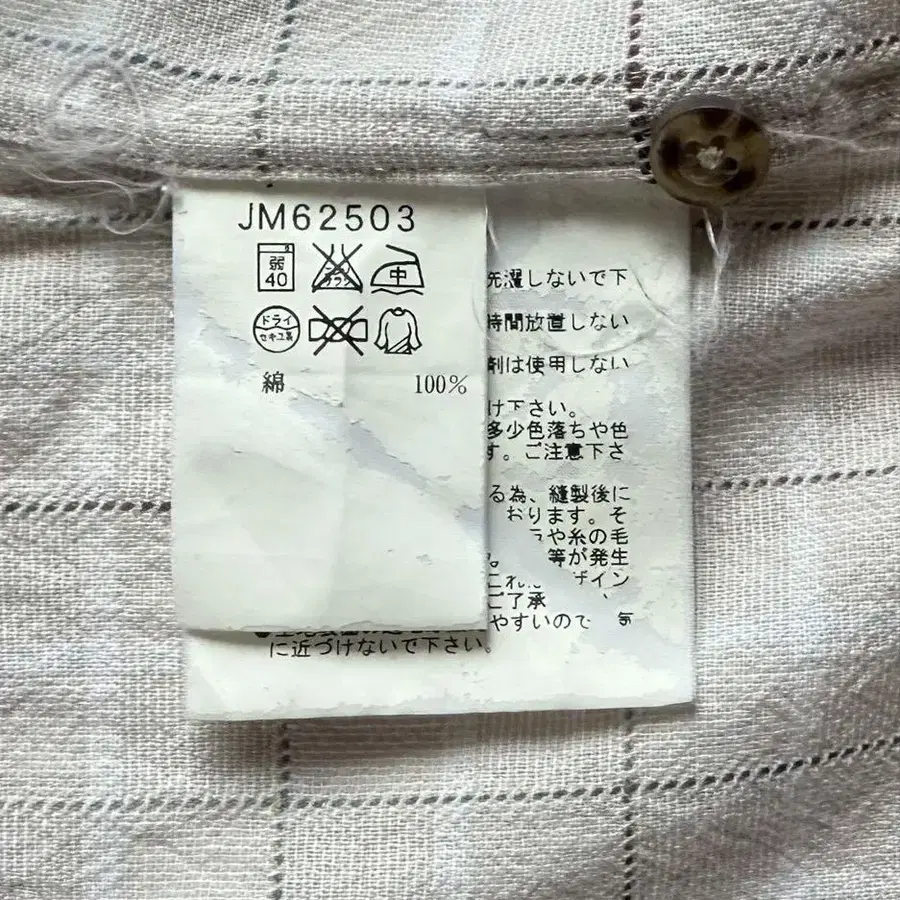 JM62503
弱
40
中
ドライ
セキユ系
綿 100%
洗濯しないで下
時間放置しない
剤は使用しない
け下さい。
多少色落ちや色
す。ご注意下さ
る為、縫製後に
おります。そ
や糸の毛
等が発生
ザイン
ご了承
やすいので
に近づけないで下さい。